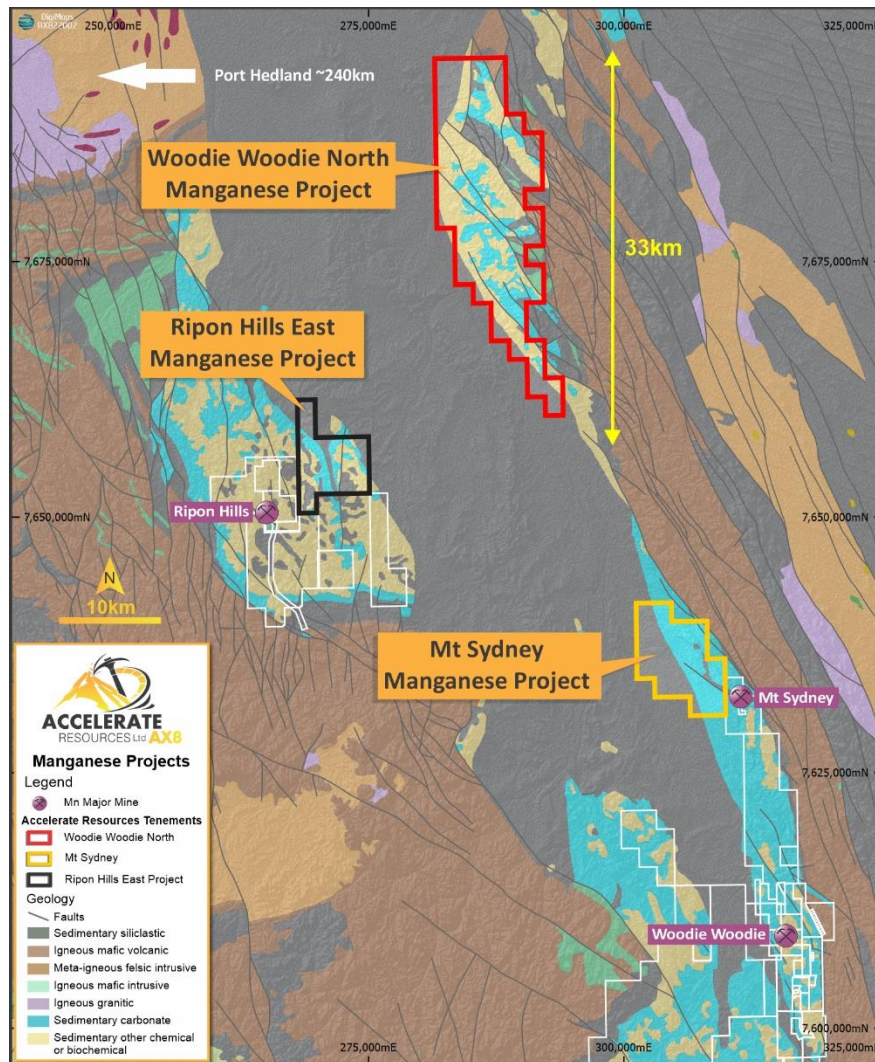 DigiMaps
AX822002
250,000mE
275,000mE
300,000mE
325,000mE
Port Hedland ~240km
Woodie Woodie North
Manganese Project
33km
7,675,000mN
7,675,000mN
Ripon Hills East
Manganese Project
Ripon Hills
7,650,000mN
7,650,000mN
N
10km
Mt Sydney
Manganese Project
Mt Sydney
7,625,000mN
Woodie Woodie
7,600,000mN
275,000mE
300,000mE
325,000mE
ACCELERATE
RESOURCES Ltd AX8
Manganese Projects
Legend
Mn Major Mine
Accelerate Resources Tenements
Woodie Woodie North
Mt Sydney
Ripon Hills East Project
Geology
Faults
Sedimentary siliclastic
Igneous mafic volcanic
Meta-igneous felsic intrusive
Igneous mafic intrusive
Igneous granitic
Sedimentary carbonate
Sedimentary other chemical
or biochemical